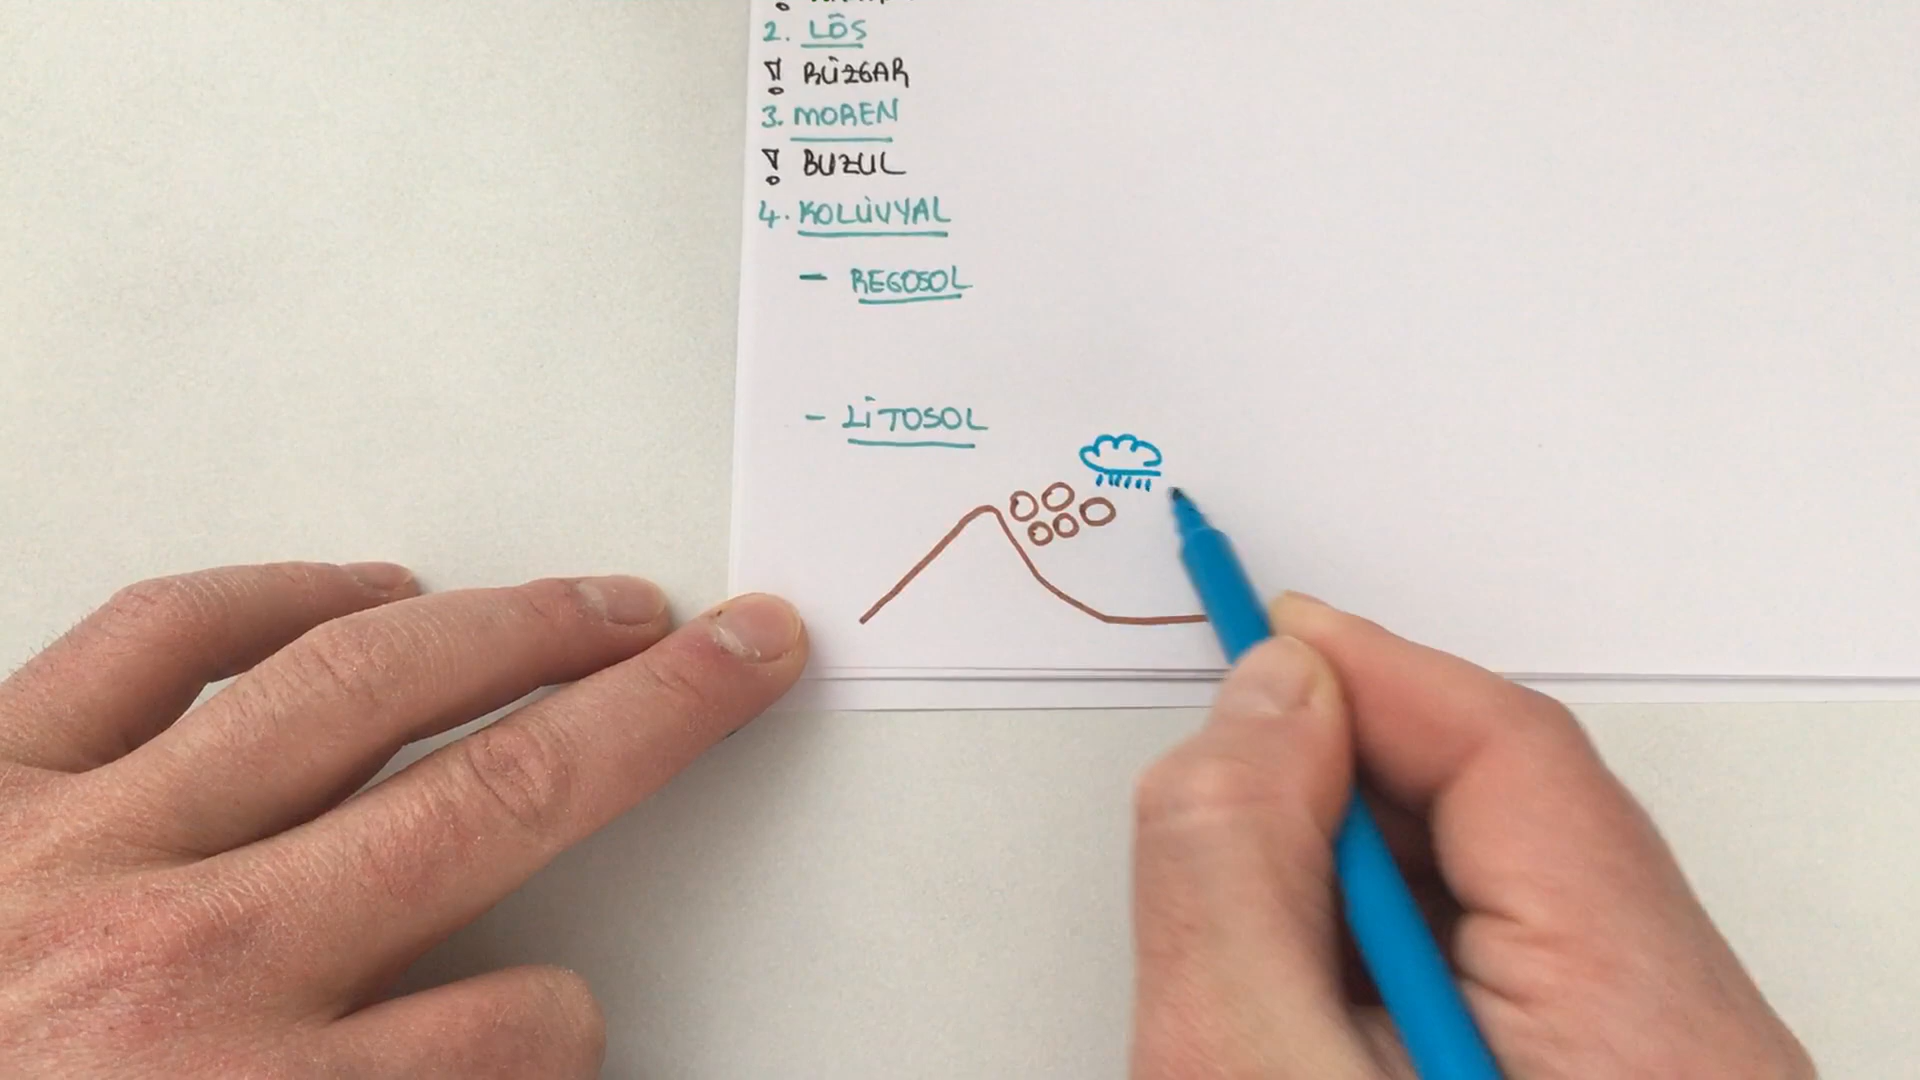 2. LÖS
! RÜZGAR
3. MOREN
! BUZUL
4. KOLÜVYAL
- REGOSOL
- LİTOSOL